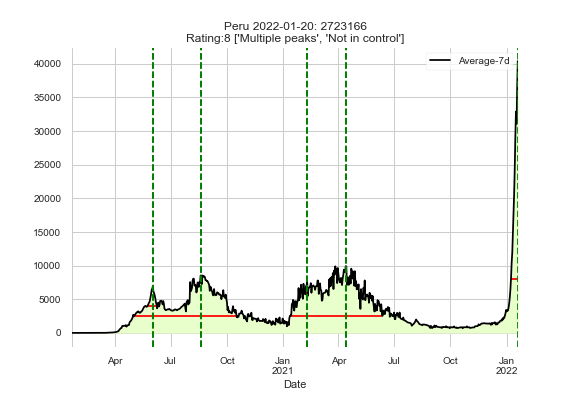 Peru 2022-01-20: 2723166
Rating:8 ['Multiple peaks', 'Not in control']
Average-7d
40000
35000
30000
25000
20000
15000
10000
5000
0
Apr Jul Oct Jan Apr Jul Oct Jan
2021 2022
Date